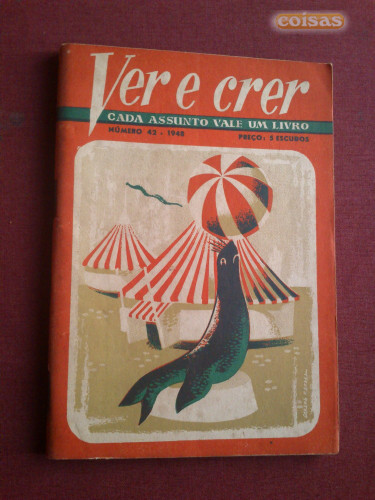 coisas
Ver e crer
CADA ASSUNTO VALE UM LIVRO
NÚMERO 42 - 1948
PREÇO: 5 ESCUDOS